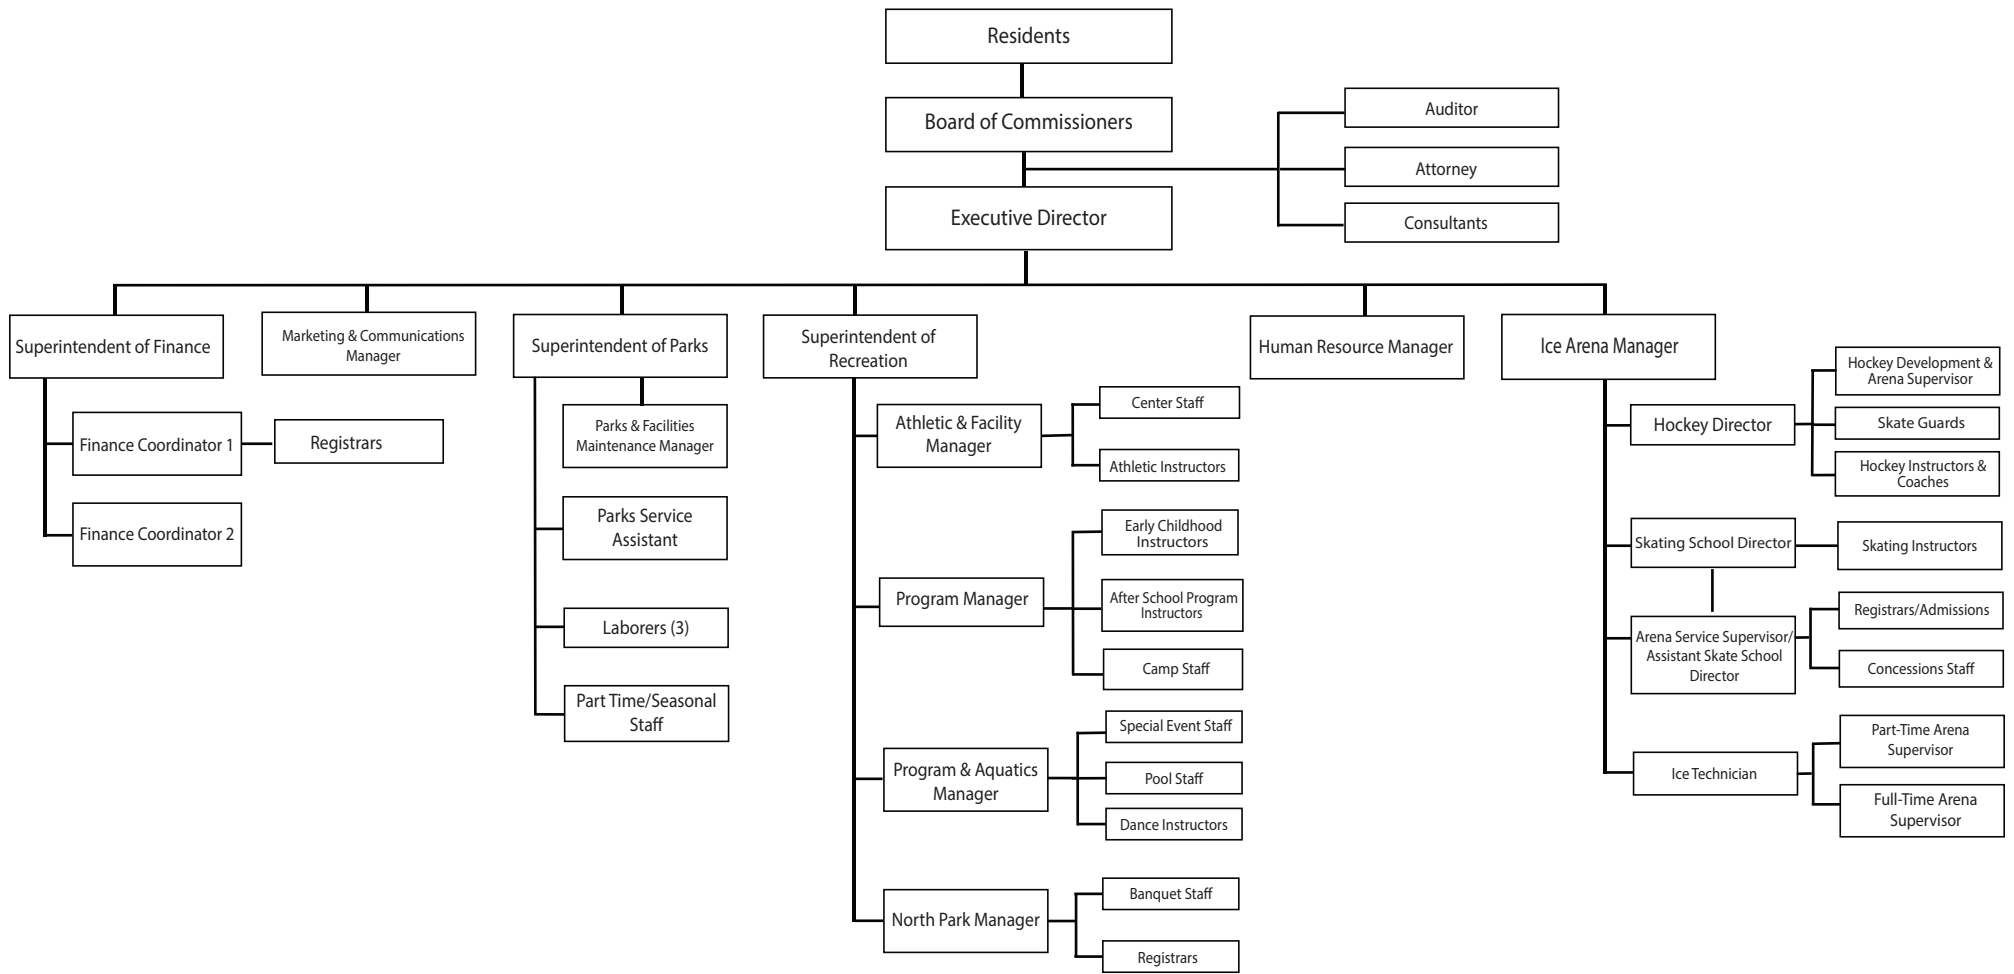 Residents
Board of Commissioners
Auditor
Attorney
Consultants
Executive Director
Superintendent of Finance
Finance Coordinator 1
Registrars
Finance Coordinator 2
Marketing & Communications
Manager
Superintendent of Parks
Parks & Facilities
Maintenance Manager
Parks Service
Assistant
Laborers (3)
Part Time/Seasonal
Staff
Superintendent of
Recreation
Athletic & Facility
Manager
Center Staff
Athletic Instructors
Program Manager
Early Childhood
Instructors
After School Program
Instructors
Camp Staff
Program & Aquatics
Manager
Special Event Staff
Pool Staff
Dance Instructors
North Park Manager
Banquet Staff
Registrars
Human Resource Manager
Ice Arena Manager
Hockey Director
Hockey Development &
Arena Supervisor
Skate Guards
Hockey Instructors &
Coaches
Skating School Director
Skating Instructors
Arena Service Supervisor/
Assistant Skate School
Director
Registrars/Admissions
Concessions Staff
Ice Technician
Part-Time Arena
Supervisor
Full-Time Arena
Supervisor